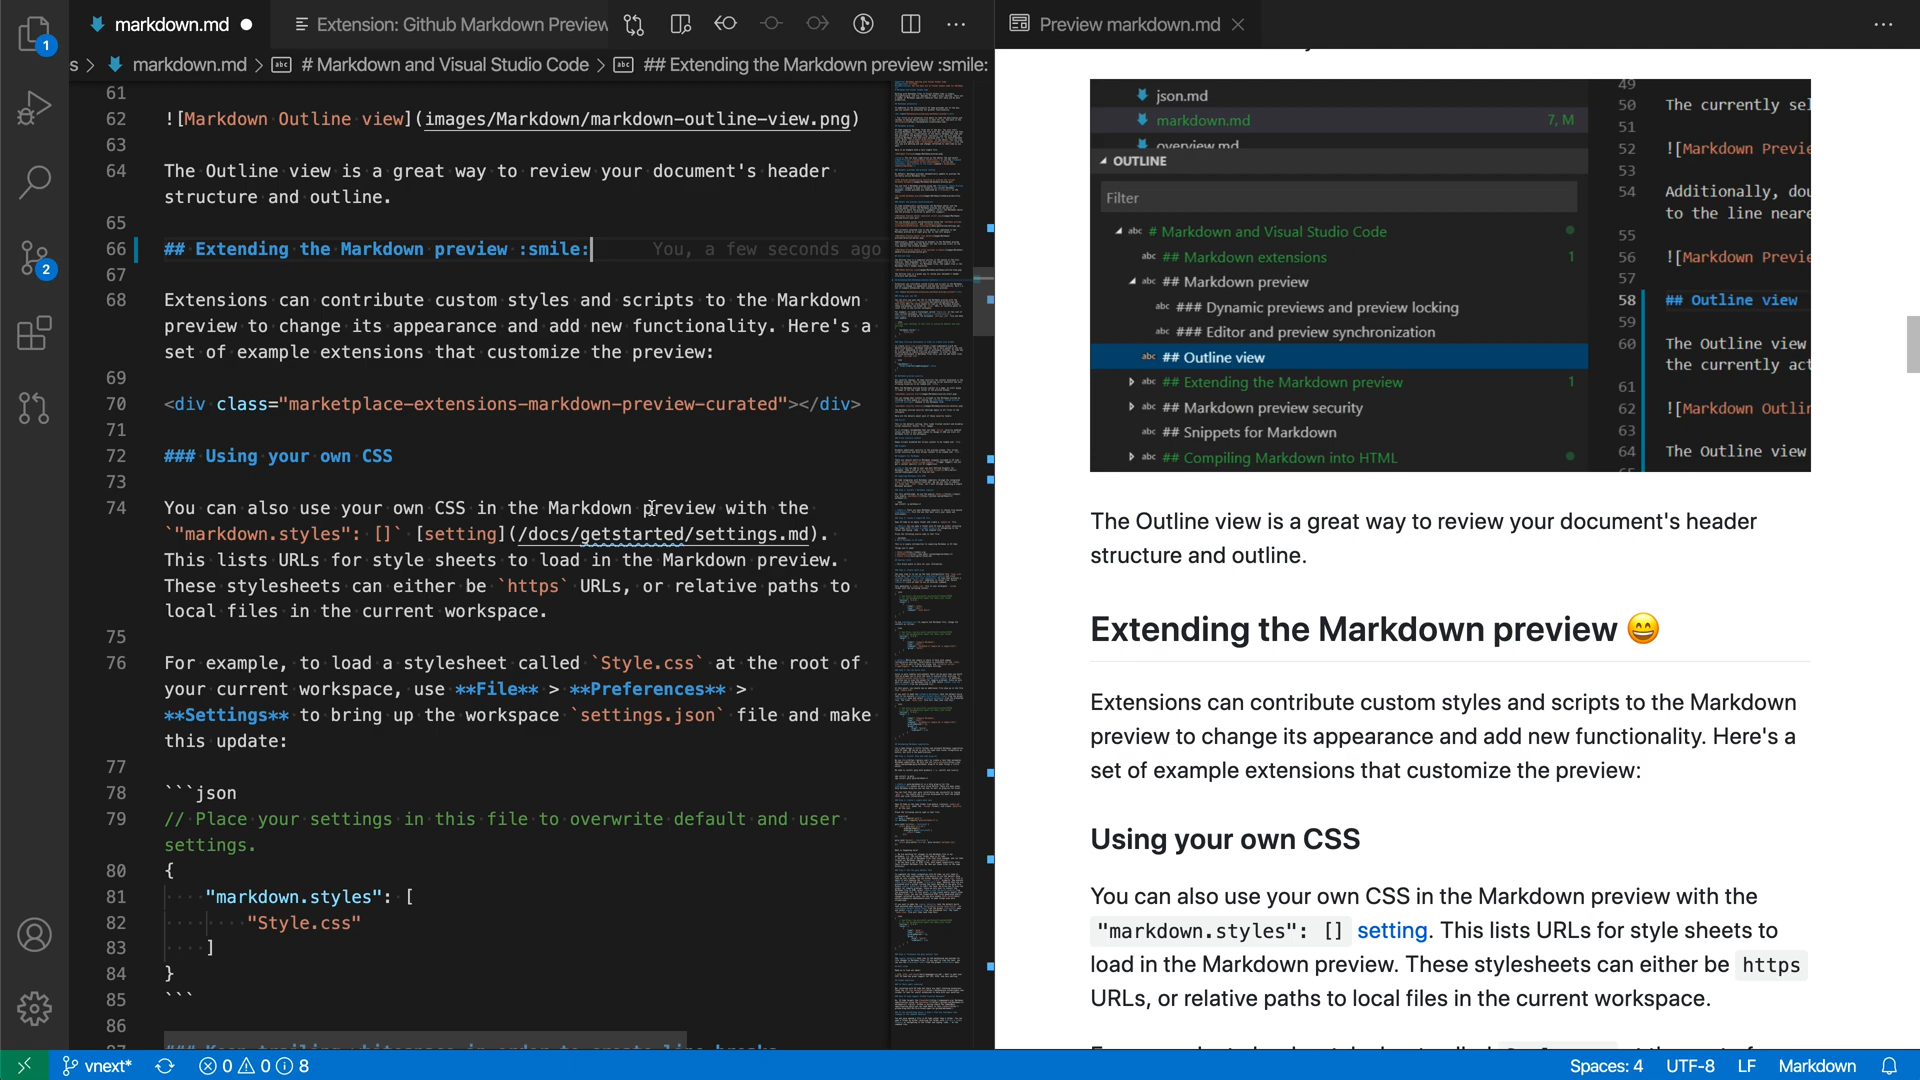 markdown.md
Extension: Github Markdown Preview
Preview markdown.md
1
s > markdown.md > # Markdown and Visual Studio Code > ## Extending the Markdown preview :smile:
61
62 ![Markdown Outline view](images/Markdown/markdown-outline-view.png)
63
64 The Outline view is a great way to review your document's header
structure and outline.
65
66 ## Extending the Markdown preview :smile: You, a few seconds ago
67
68 Extensions can contribute custom styles and scripts to the Markdown
preview to change its appearance and add new functionality. Here's a
set of example extensions that customize the preview:
69
70 <div class="marketplace-extensions-markdown-preview-curated"></div>
71
72 ### Using your own CSS
73
74 You can also use your own CSS in the Markdown preview with the
`"markdown.styles": []` [setting](/docs/getstarted/settings.md).
This lists URLs for style sheets to load in the Markdown preview.
These stylesheets can either be `https` URLs, or relative paths to
local files in the current workspace.
75
76 For example, to load a stylesheet called `Style.css` at the root of
your current workspace, use **File** > **Preferences** >
**Settings** to bring up the workspace `settings.json` file and make
this update:
77
78 ```json
79 // Place your settings in this file to overwrite default and user
settings.
80 {
81 "markdown.styles": [
82 "Style.css"
83 ]
84 }
85 ```
86
2
json.md
markdown.md 7, M
overview.md
OUTLINE
Filter
abc # Markdown and Visual Studio Code
abc ## Markdown extensions 1
abc ## Markdown preview
abc ### Dynamic previews and preview locking
abc ### Editor and preview synchronization
abc ## Outline view
abc ## Extending the Markdown preview 1
abc ## Markdown preview security
abc ## Snippets for Markdown
abc ## Compiling Markdown into HTML
49
50 The currently sel
51
52 ![Markdown Previe
53
54 Additionally, dou
to the line neare
55
56 ![Markdown Previe
57
58 ## Outline view
59
60 The Outline view
the currently act
61
62 ![Markdown Outlin
63
64 The Outline view
The Outline view is a great way to review your document's header
structure and outline.
Extending the Markdown preview 😄
Extensions can contribute custom styles and scripts to the Markdown
preview to change its appearance and add new functionality. Here's a
set of example extensions that customize the preview:
Using your own CSS
You can also use your own CSS in the Markdown preview with the
"markdown.styles": [] setting. This lists URLs for style sheets to
load in the Markdown preview. These stylesheets can either be https
URLs, or relative paths to local files in the current workspace.
vnext* 0 0 8
Spaces: 4 UTF-8 LF Markdown